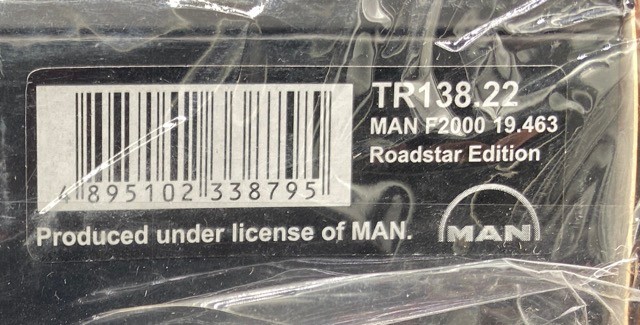 TR138.22
MAN F2000 19.463
Roadstar Edition
4 895102 338795
Produced under license of MAN.
MAN